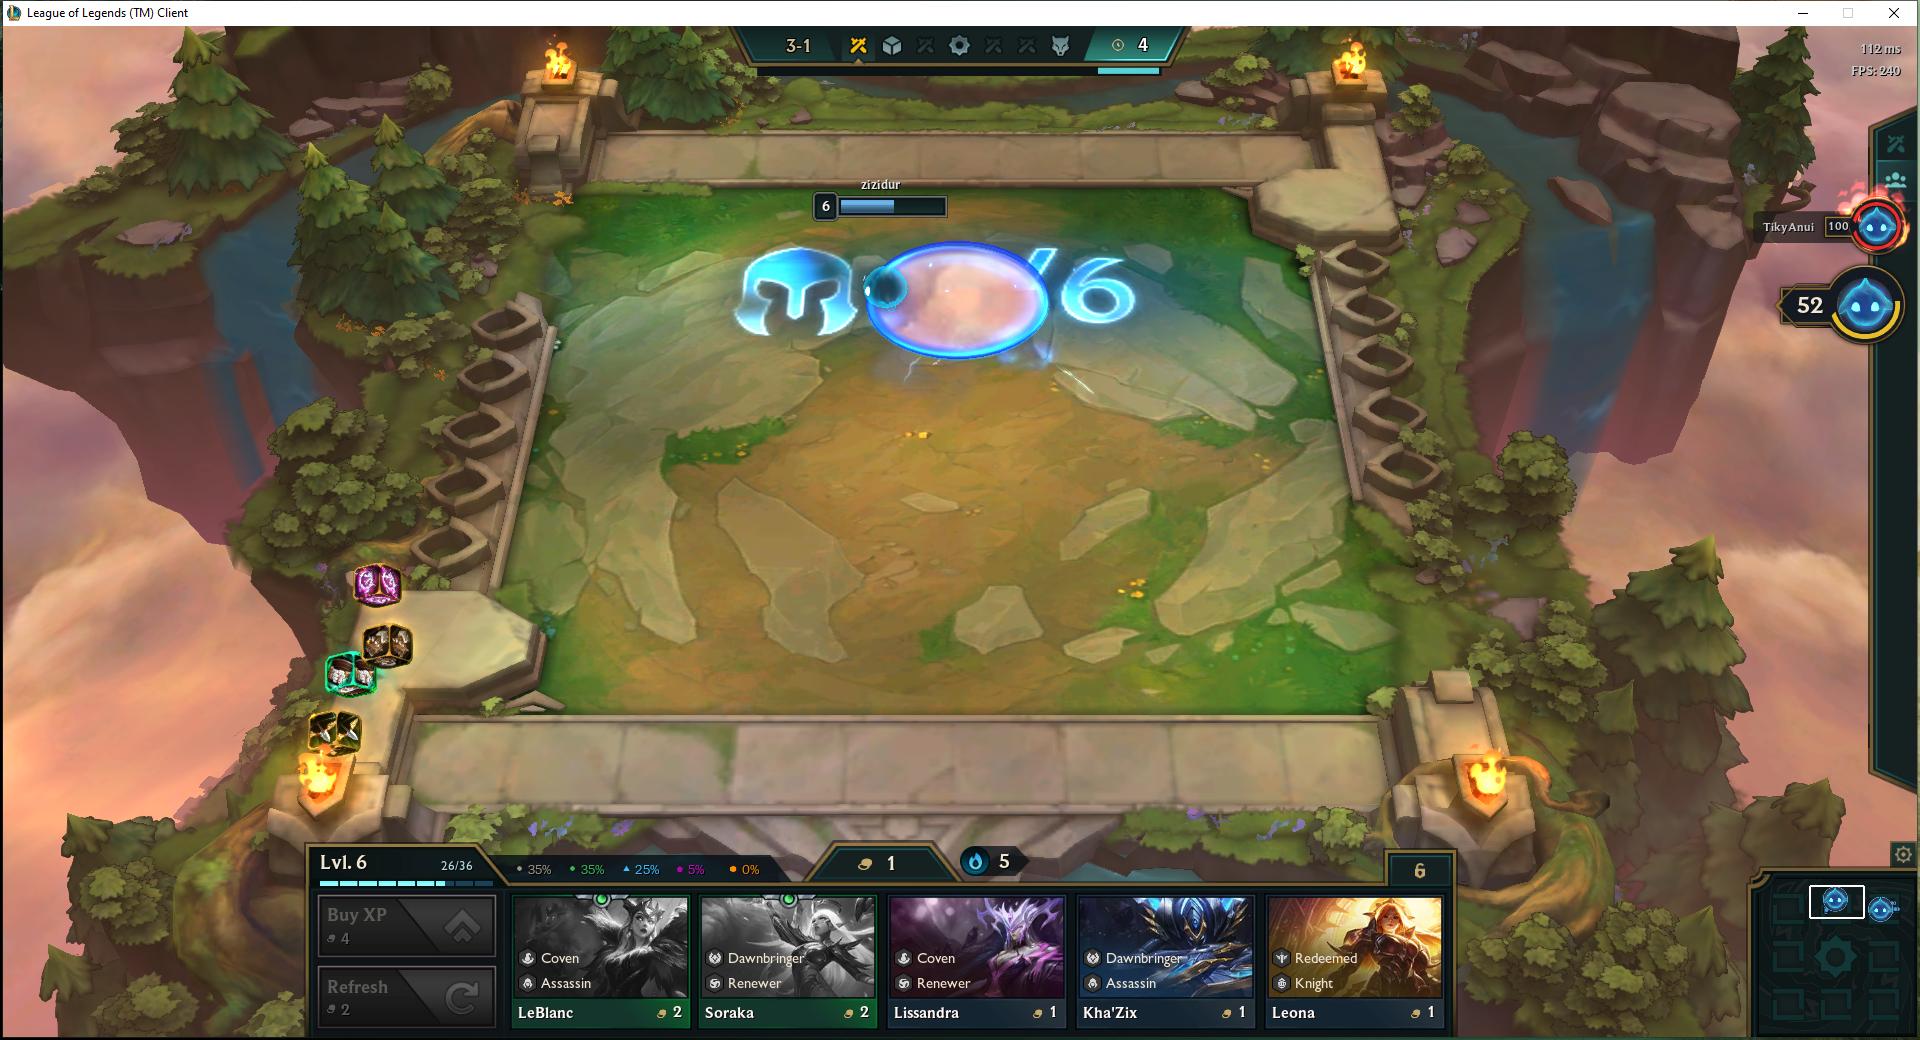 League of Legends (TM) Client
3-1
4
112 ms
FPS: 240
zizidur
6
/6
TikyAnui
100
52
Lvl. 6
26/36
35%
35%
25%
5%
0%
1
5
6
Buy XP
4
Refresh
2
Coven
Assassin
LeBlanc
2
Dawnbringer
Renewer
Soraka
2
Coven
Renewer
Lissandra
1
Dawnbringer
Assassin
Kha'Zix
1
Redeemed
Knight
Leona
1